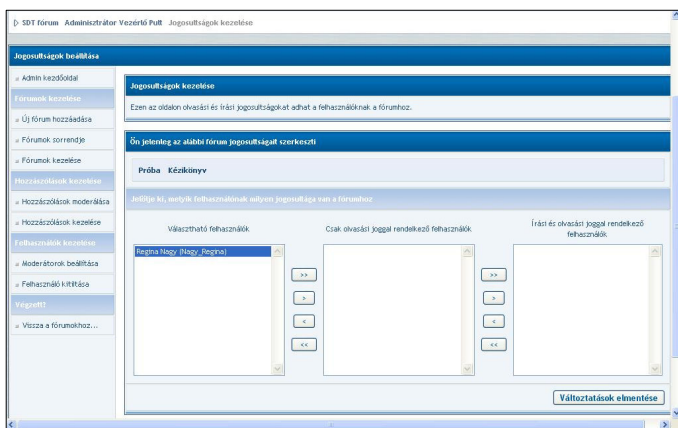 SDT fórum Adminisztrátor Vezérlő Pult Jogosultságok kezelése
Jogosultságok beállítása
Admin kezdőoldal
Fórumok kezelése
Új fórum hozzáadása
Fórumok sorrendje
Fórumok kezelése
Hozzászólások kezelése
Hozzászólások moderálása
Hozzászólások kezelése
Felhasználók kezelése
Moderátorok beállítása
Felhasználó kitiltása
Végzett?
Vissza a fórumokhoz...
Jogosultságok kezelése
Ezen az oldalon olvasási és írási jogosultságokat adhat a felhasználóknak a fórumhoz.
Ön jelenleg az alábbi fórum jogosultságait szerkeszti
Próba Kézikönyv
Jelölje ki, melyik felhasználónak milyen jogosultága van a fórumhoz
Választható felhasználók
Regina Nagy (Nagy_Regina)
>>
>
<
<<
Csak olvasási joggal rendelkező felhasználók
>>
>
<
<<
Írási és olvasási joggal rendelkező
felhasználók
Változtatások elmentése